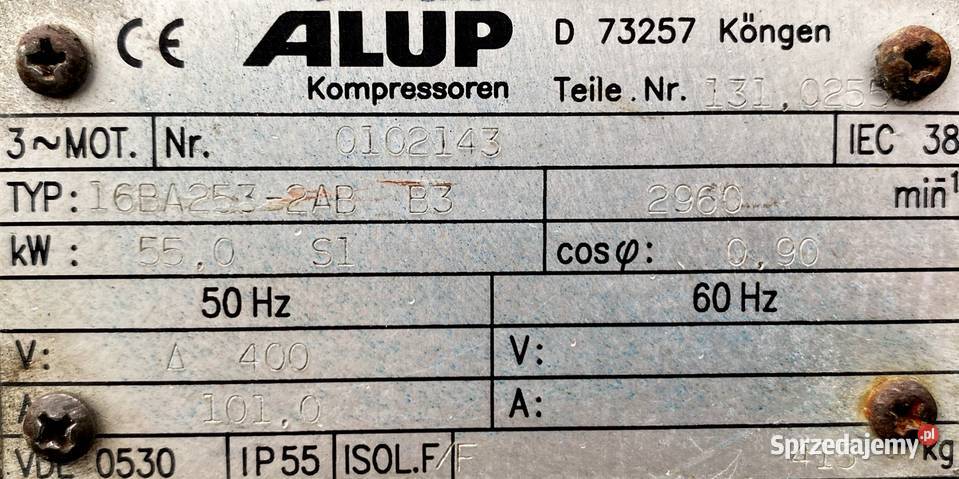 CE ALUP D 73257 Köngen
Kompressoren Teile.Nr. 131,0255
3~MOT. Nr. 0102143 IEC 38
TYP: 16BA253-2AB B3 2960 min⁻¹
kW: 55,0 S1 cosφ: 0,90
50 Hz 60 Hz
V: Δ 400 V:
101,0 A:
VDE 0530 IP55 ISOL.F/F kg
Sprzedajemy.pl